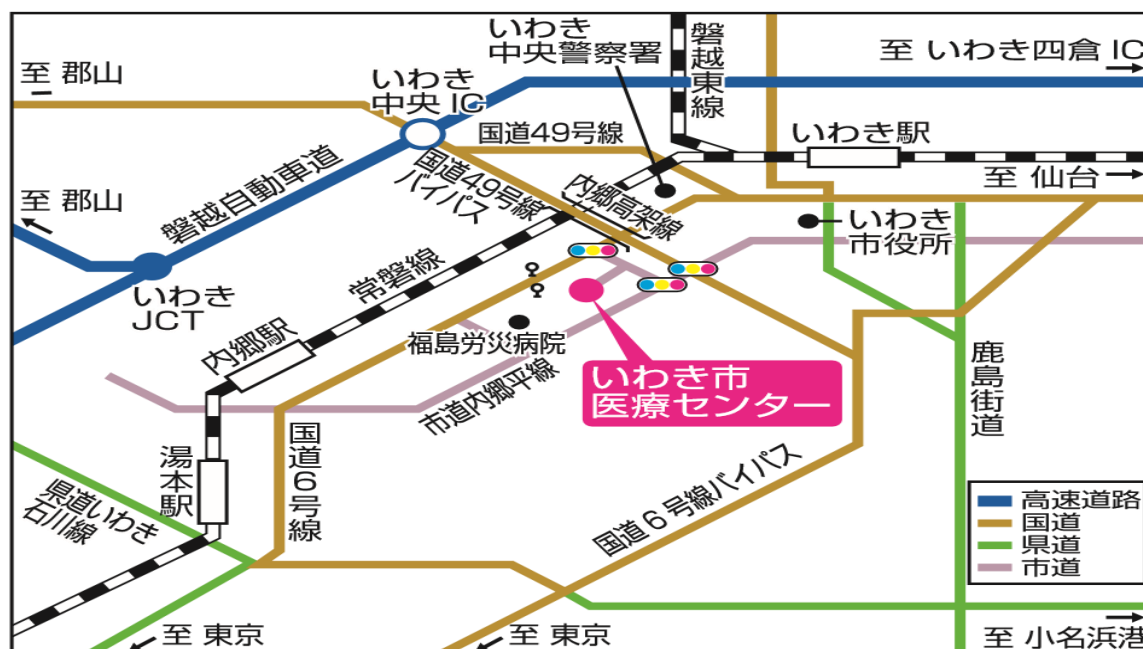 いわき
中央警察署
磐越東線
至 いわき四倉 IC
至 郡山
いわき
中央 IC
国道49号線
いわき駅
国道49号線
バイパス
内郷高架線
至 仙台
至 郡山
磐越自動車道
いわき
市役所
常磐線
いわき
JCT
内郷駅
福島労災病院
いわき市
医療センター
鹿島街道
市道内郷平線
国道6号線
湯本駅
県道いわき
石川線
国道6号線バイパス
高速道路
国道
県道
市道
至 東京
至 東京
至 小名浜港